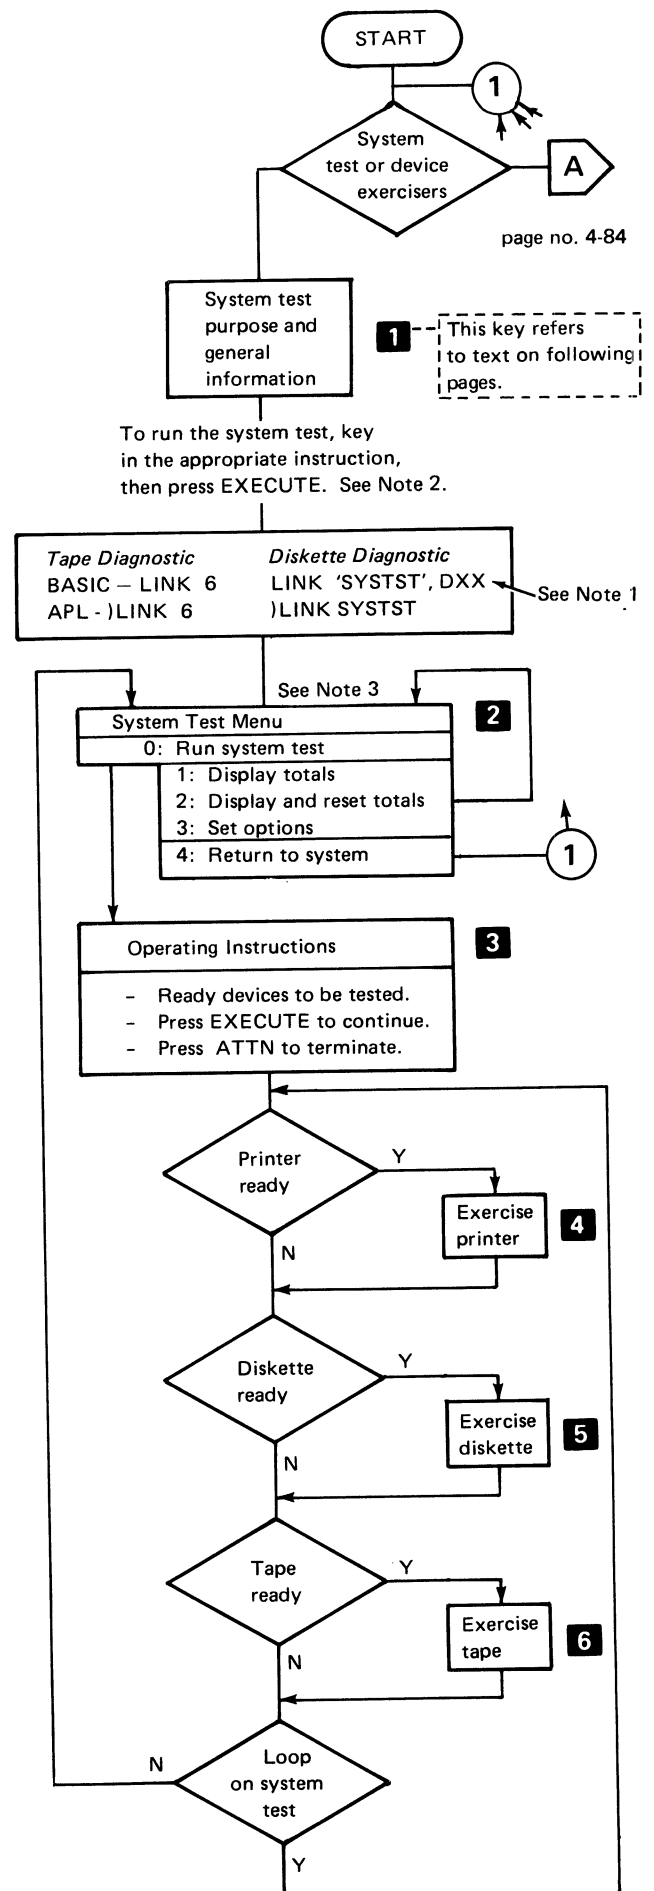 START
1
System
test or device
exercisers
A
page no. 4-84
System test
purpose and
general
information
1
This key refers
to text on following
pages.
To run the system test, key
in the appropriate instruction,
then press EXECUTE. See Note 2.
Tape Diagnostic Diskette Diagnostic
BASIC – LINK 6 LINK 'SYSTST', DXX
APL - )LINK 6 )LINK SYSTST
See Note 1
See Note 3
2
System Test Menu
0: Run system test
1: Display totals
2: Display and reset totals
3: Set options
4: Return to system
1
Operating Instructions
3
- Ready devices to be tested.
- Press EXECUTE to continue.
- Press ATTN to terminate.
Printer
ready
Y
Exercise
printer
4
N
Diskette
ready
Y
Exercise
diskette
5
N
Tape
ready
Y
Exercise
tape
6
N
Loop
on system
test
N
Y